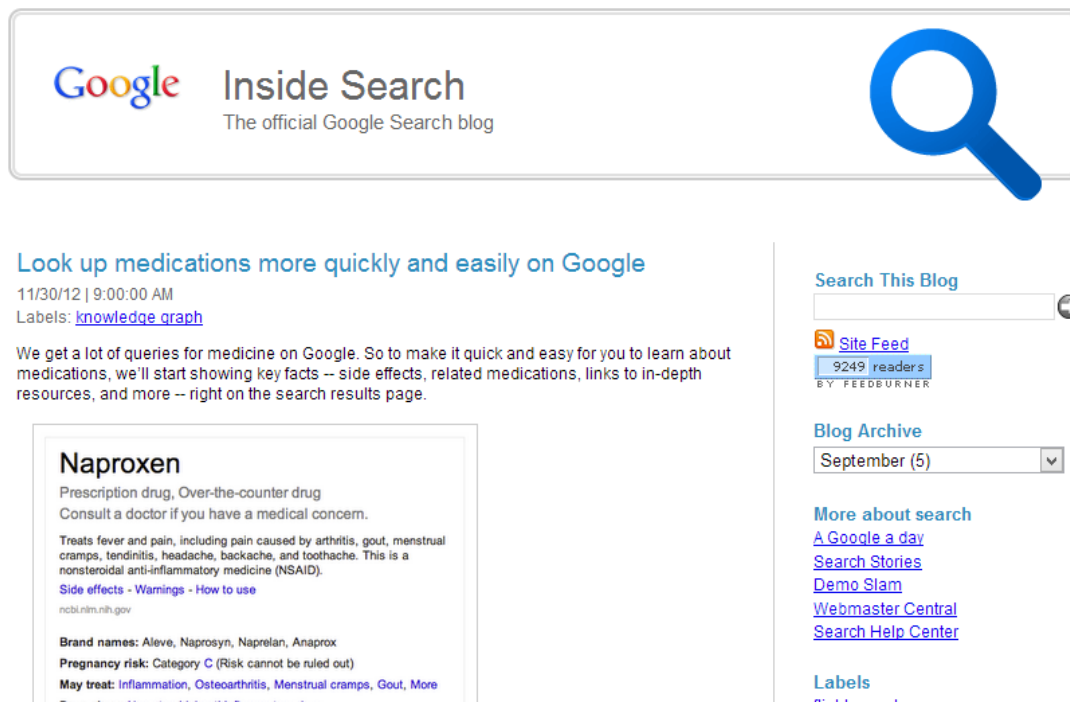 Google
Inside Search
The official Google Search blog
Look up medications more quickly and easily on Google
11/30/12 | 9:00:00 AM
Labels: knowledge graph
We get a lot of queries for medicine on Google. So to make it quick and easy for you to learn about
medications, we'll start showing key facts -- side effects, related medications, links to in-depth
resources, and more -- right on the search results page.
Naproxen
Prescription drug, Over-the-counter drug
Consult a doctor if you have a medical concern.
Treats fever and pain, including pain caused by arthritis, gout, menstrual
cramps, tendinitis, headache, backache, and toothache. This is a
nonsteroidal anti-inflammatory medicine (NSAID).
Side effects - Warnings - How to use
ncbi.nlm.nih.gov
Brand names: Aleve, Naprosyn, Naprelan, Anaprox
Pregnancy risk: Category C (Risk cannot be ruled out)
May treat: Inflammation, Osteoarthritis, Menstrual cramps, Gout, More
Search This Blog
Site Feed
9249 readers
BY FEEDBURNER
Blog Archive
September (5)
More about search
A Google a day
Search Stories
Demo Slam
Webmaster Central
Search Help Center
Labels